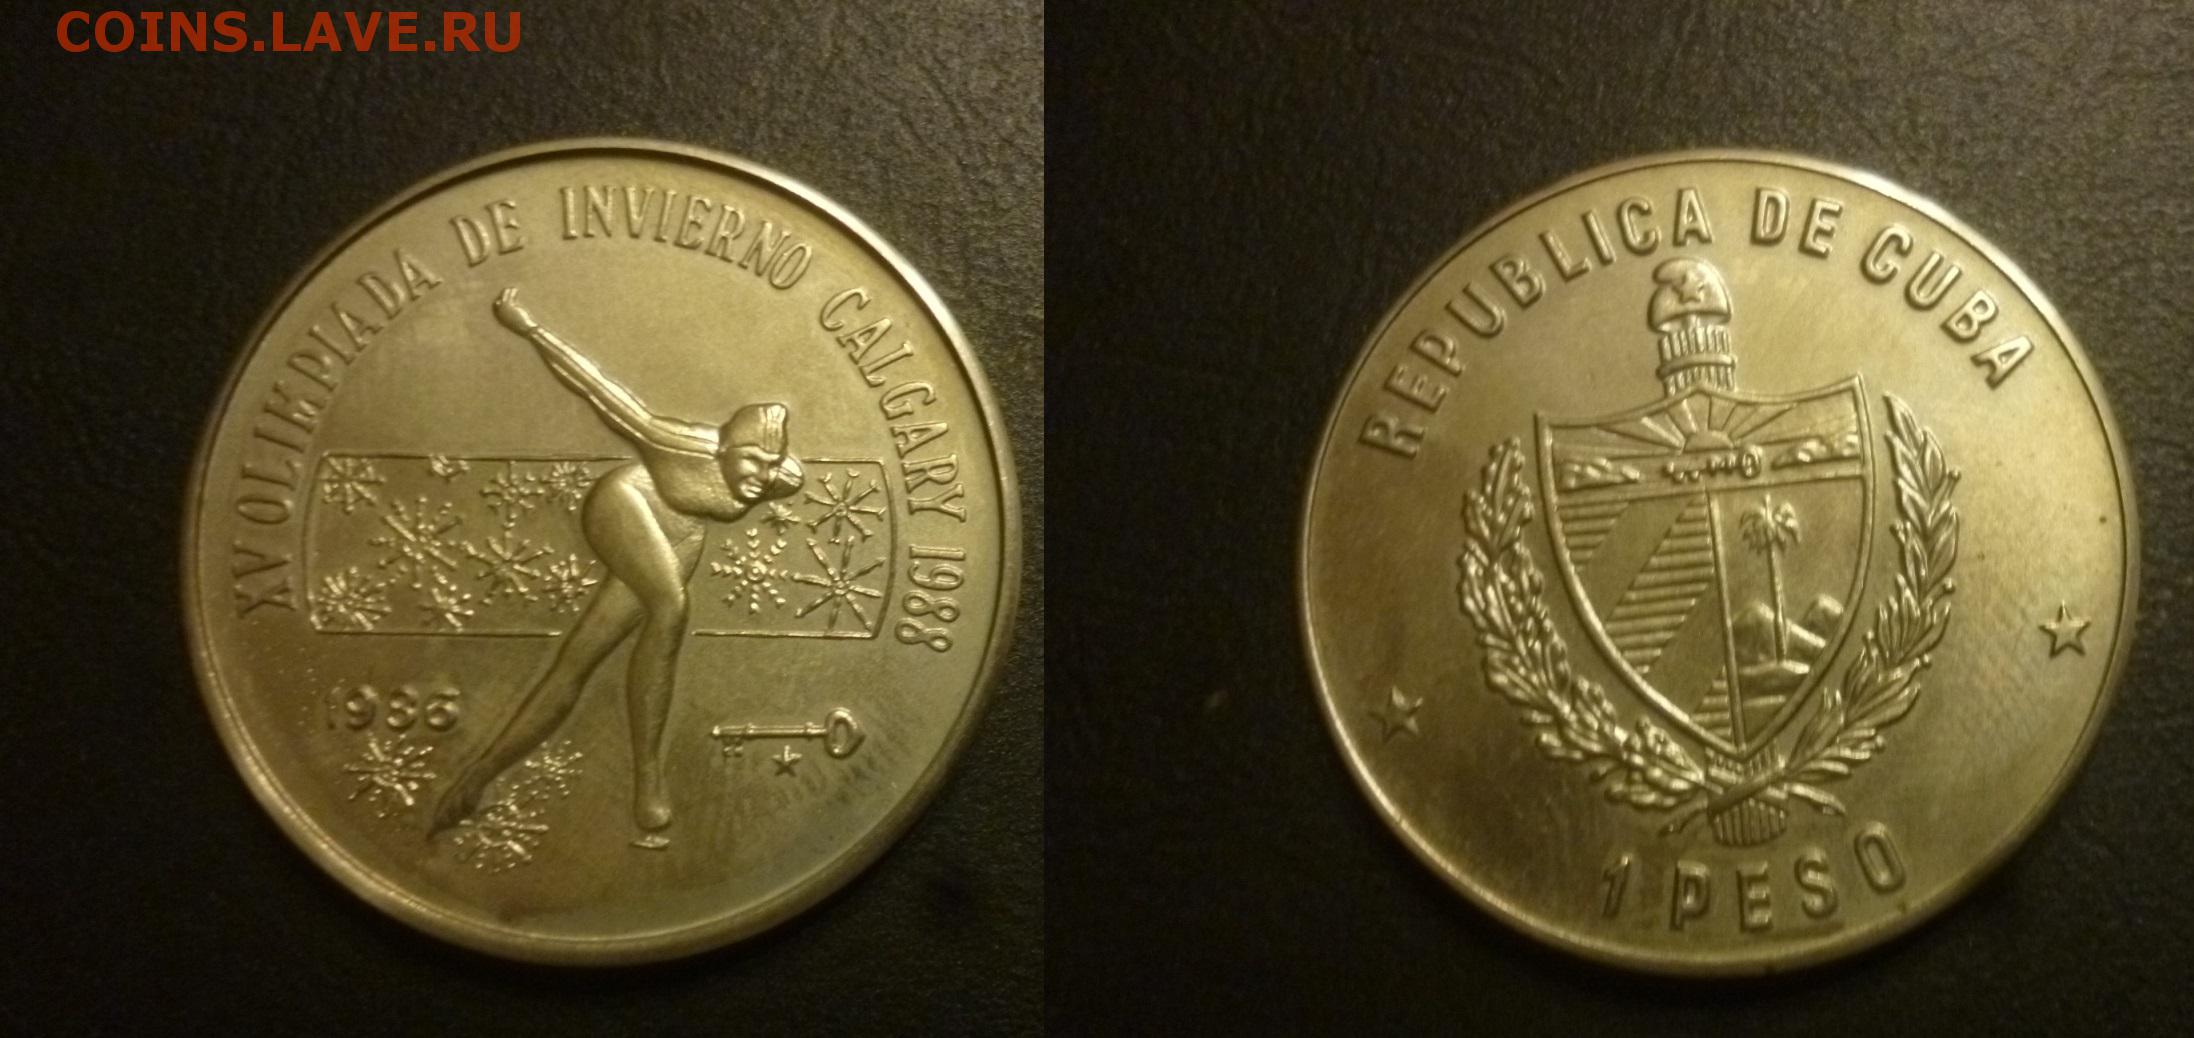 COINS.LAVE.RU
XV OLIMPIADA DE INVIERNO CALGARY 1988
1986
REPUBLICA DE CUBA
1 PESO